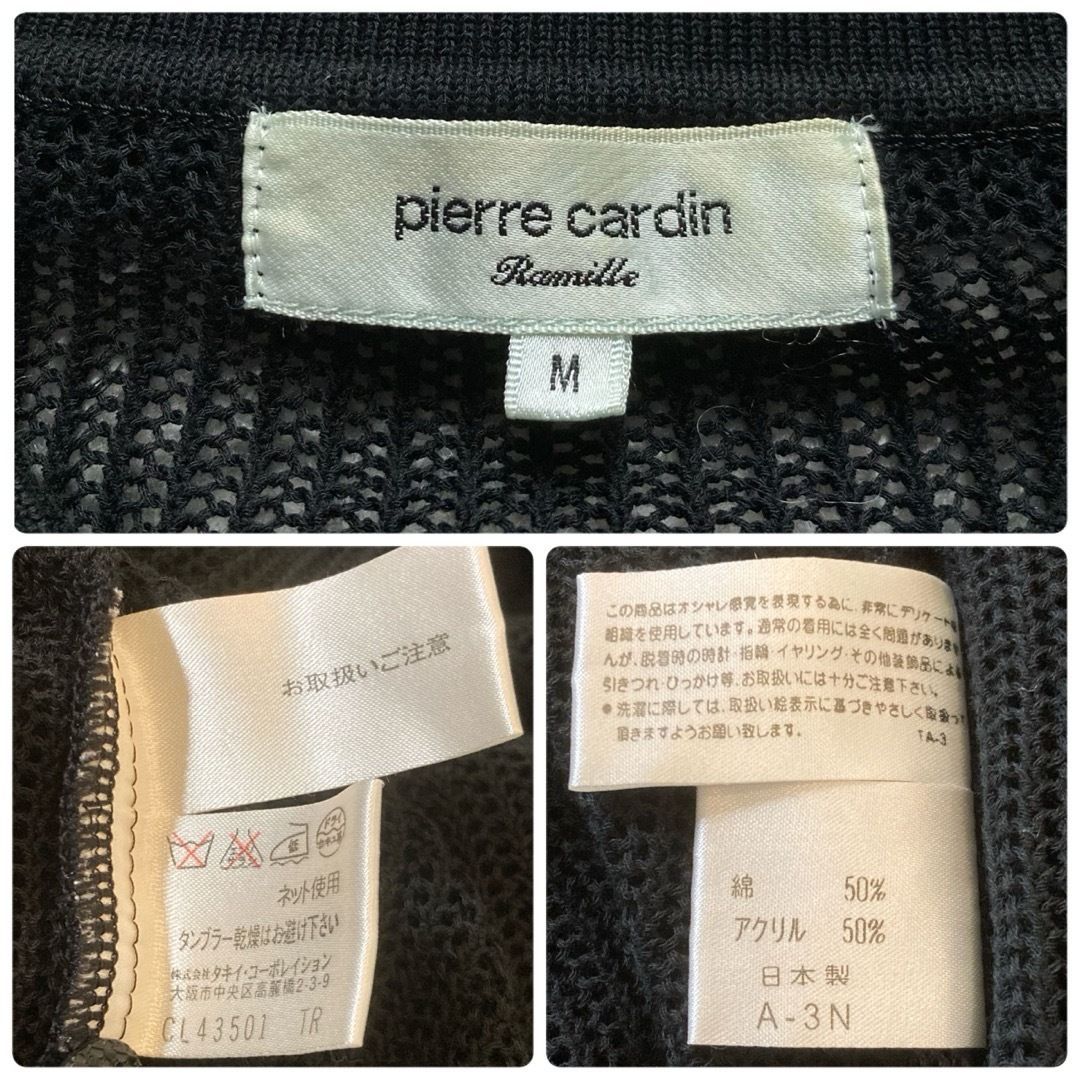 pierre cardin
Ramille
M
お取扱いご注意
低
ドライ
ネット使用
タンブラー乾燥はお避け下さい
株式会社タキイ・コーポレイション
大阪市中央区高麗橋2-3-9
CL43501 TR
この商品はオシャレ感覚を表現する為に、非常にデリケート
組織を使用しています。通常の着用には全く問題がありま
んが、脱着時の時計・指輪・イヤリング・その他装飾品による
引きつれ・ひっかけ等、お取扱いには十分ご注意下さい。
●洗濯に際しては、取扱い絵表示に基づきやさしく取扱って
頂きますようお願い致します。
A-3
綿 50%
アクリル 50%
日本製
A-3N